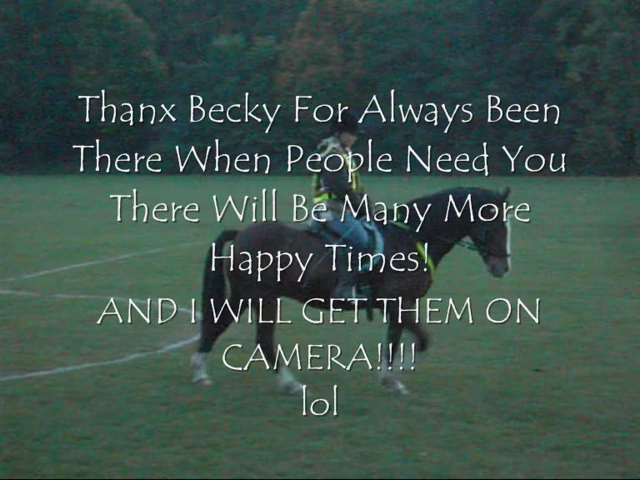 Thanx Becky For Always Been
There When People Need You
There Will Be Many More
Happy Times!
AND I WILL GET THEM ON
CAMERA!!!!
lol